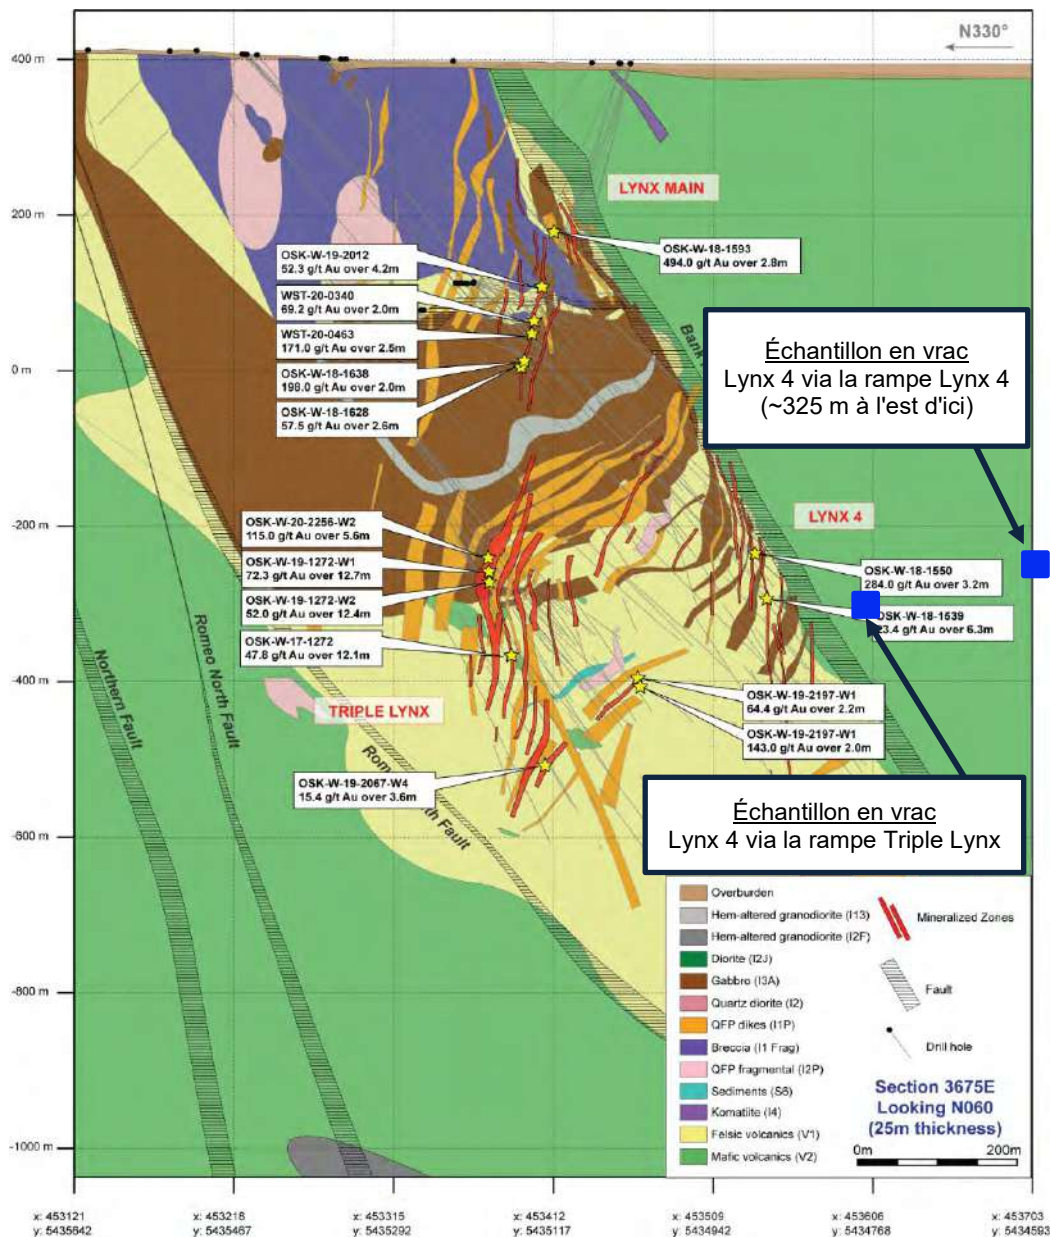 N330°
400 m
200 m
0 m
-200 m
-400 m
-600 m
-800 m
-1000 m
LYNX MAIN
OSK-W-19-2012
52.3 g/t Au over 4.2m
WST-20-0340
69.2 g/t Au over 2.0m
WST-20-0463
171.0 g/t Au over 2.5m
OSK-W-18-1638
198.0 g/t Au over 2.0m
OSK-W-18-1628
57.5 g/t Au over 2.6m
OSK-W-18-1593
494.0 g/t Au over 2.8m
Bank
Échantillon en vrac
Lynx 4 via la rampe Lynx 4
(~325 m à l'est d'ici)
LYNX 4
OSK-W-20-2256-W2
115.0 g/t Au over 5.6m
OSK-W-19-1272-W1
72.3 g/t Au over 12.7m
OSK-W-19-1272-W2
52.0 g/t Au over 12.4m
OSK-W-17-1272
47.8 g/t Au over 12.1m
OSK-W-18-1550
284.0 g/t Au over 3.2m
OSK-W-18-1539
23.4 g/t Au over 6.3m
TRIPLE LYNX
OSK-W-19-2197-W1
64.4 g/t Au over 2.2m
OSK-W-19-2197-W1
143.0 g/t Au over 2.0m
OSK-W-19-2067-W4
15.4 g/t Au over 3.6m
Northern Fault
Romeo North Fault
Échantillon en vrac
Lynx 4 via la rampe Triple Lynx
Overburden
Hem-altered granodiorite (I13)
Hem-altered granodiorite (I2F)
Diorite (I2J)
Gabbro (I3A)
Quartz diorite (I2)
QFP dikes (I1P)
Breccia (I1 Frag)
QFP fragmental (I2P)
Sediments (S6)
Komatiite (I4)
Felsic volcanics (V1)
Mafic volcanics (V2)
Mineralized Zones
Fault
Drill hole
Section 3675E
Looking N060
(25m thickness)
0m 200m
x: 453121
y: 5435642
x: 453218
y: 5435467
x: 453315
y: 5435292
x: 453412
y: 5435117
x: 453509
y: 5434942
x: 453606
y: 5434768
x: 453703
y: 5434593